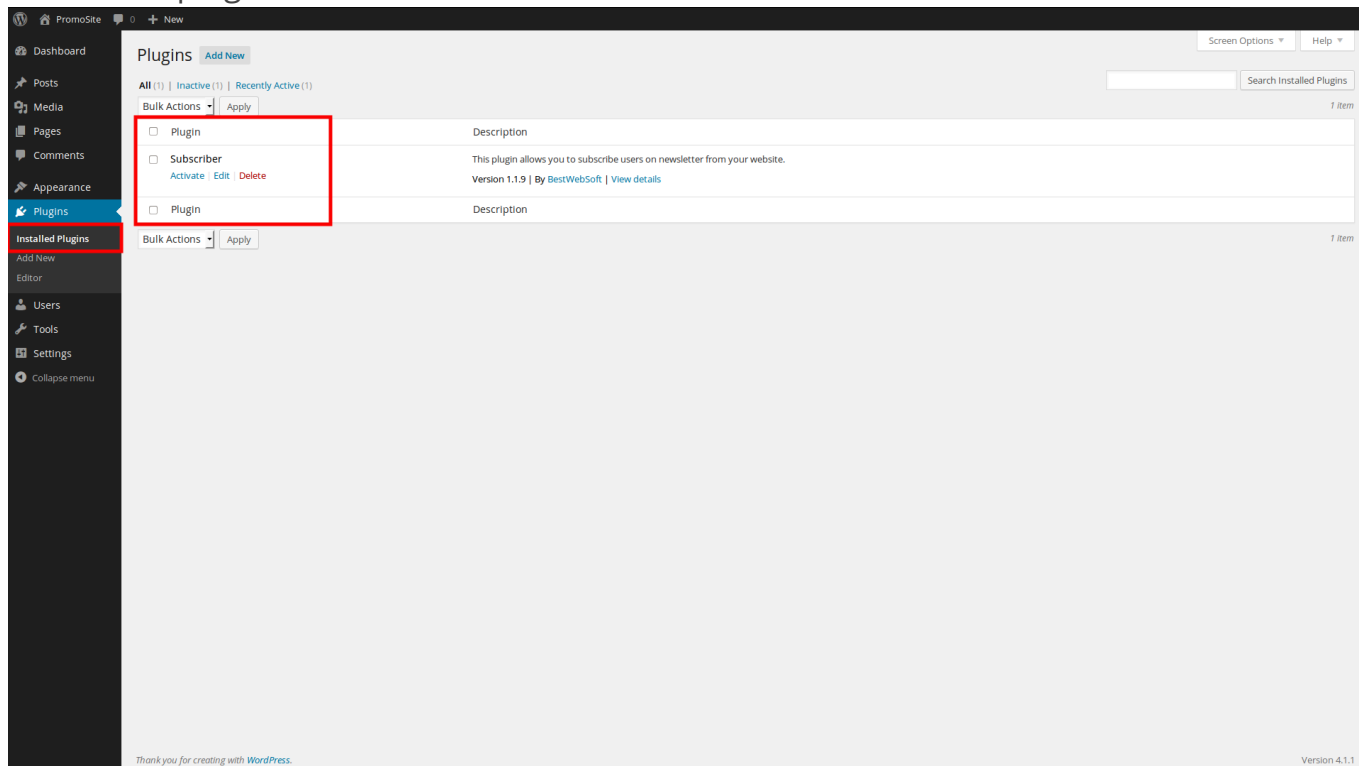 PromoSite 0 + New
Screen Options Help
Dashboard
Posts
Media
Pages
Comments
Appearance
Plugins
Installed Plugins
Add New
Editor
Users
Tools
Settings
Collapse menu
Plugins Add New
All (1) | Inactive (1) | Recently Active (1)
Search Installed Plugins
Bulk Actions Apply
1 item
Plugin Description
Subscriber This plugin allows you to subscribe users on newsletter from your website.
Activate | Edit | Delete Version 1.1.9 | By BestWebSoft | View details
Plugin Description
Bulk Actions Apply
1 item
Thank you for creating with WordPress.
Version 4.1.1